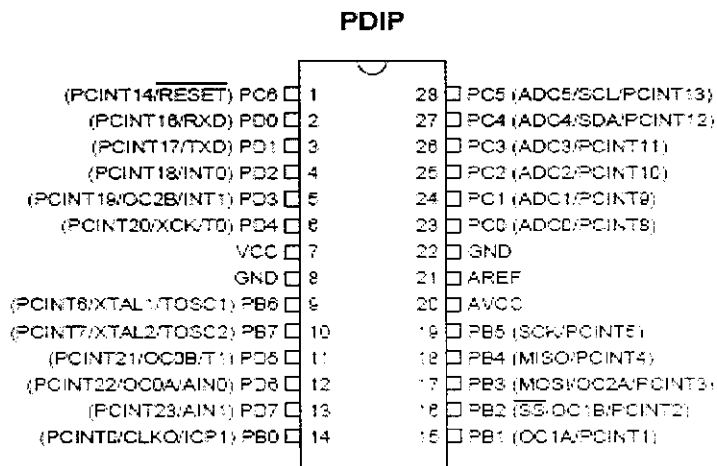 PDIP
(PCINT14/RESET) PC6 1 28 PC5 (ADC5/SCL/PCINT13)
(PCINT16/RXD) PD0 2 27 PC4 (ADC4/SDA/PCINT12)
(PCINT17/TXD) PD1 3 26 PC3 (ADC3/PCINT11)
(PCINT18/INT0) PD2 4 25 PC2 (ADC2/PCINT10)
(PCINT19/OC2B/INT1) PD3 5 24 PC1 (ADC1/PCINT9)
(PCINT20/XCK/T0) PD4 6 23 PC0 (ADC0/PCINT8)
VCC 7 22 GND
GND 8 21 AREF
(PCINT6/XTAL1/TOSC1) PB6 9 20 AVCC
(PCINT7/XTAL2/TOSC2) PB7 10 19 PB5 (SCK/PCINT5)
(PCINT21/OC0B/T1) PD5 11 18 PB4 (MISO/PCINT4)
(PCINT22/OC0A/AIN0) PD6 12 17 PB3 (MOSI/OC2A/PCINT3)
(PCINT23/AIN1) PD7 13 16 PB2 (SS/OC1B/PCINT2)
(PCINT0/CLKO/ICP1) PB0 14 15 PB1 (OC1A/PCINT1)